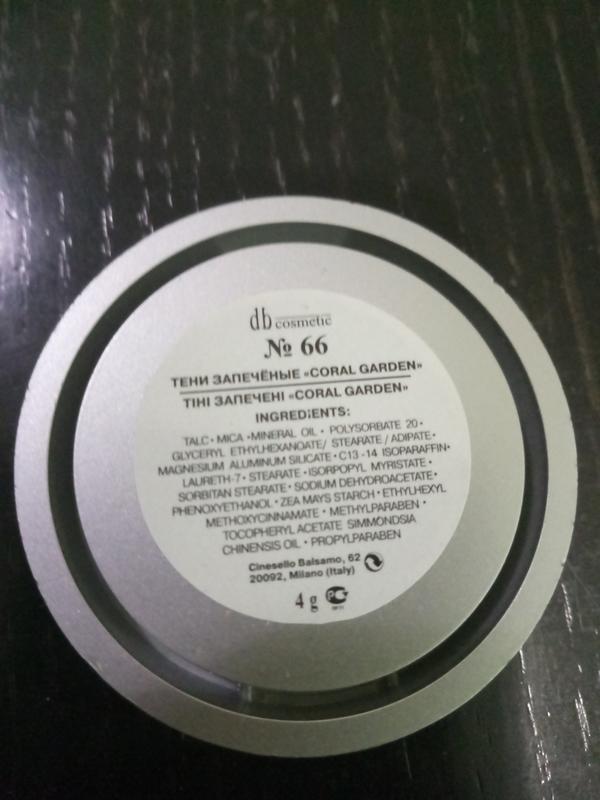 db cosmetic
№ 66
ТЕНИ ЗАПЕЧЁНЫЕ «CORAL GARDEN»
ТІНІ ЗАПЕЧЕНІ «CORAL GARDEN»
INGREDIENTS:
TALC • MICA • MINERAL OIL • POLYSORBATE 20 •
GLYCERYL ETHYLHEXANOATE/ STEARATE / ADIPATE •
MAGNESIUM ALUMINUM SILICATE • C13 -14 ISOPARAFFIN •
LAURETH-7 • STEARATE • ISORPOPYL MYRISTATE •
SORBITAN STEARATE • SODIUM DEHYDROACETATE •
PHENOXYETHANOL • ZEA MAYS STARCH • ETHYLHEXYL
METHOXYCINNAMATE • METHYLPARABEN •
TOCOPHERYL ACETATE SIMMONDSIA
CHINENSIS OIL • PROPYLPARABEN
Cinesello Balsamo, 62
20092, Milano (Italy)
4 g